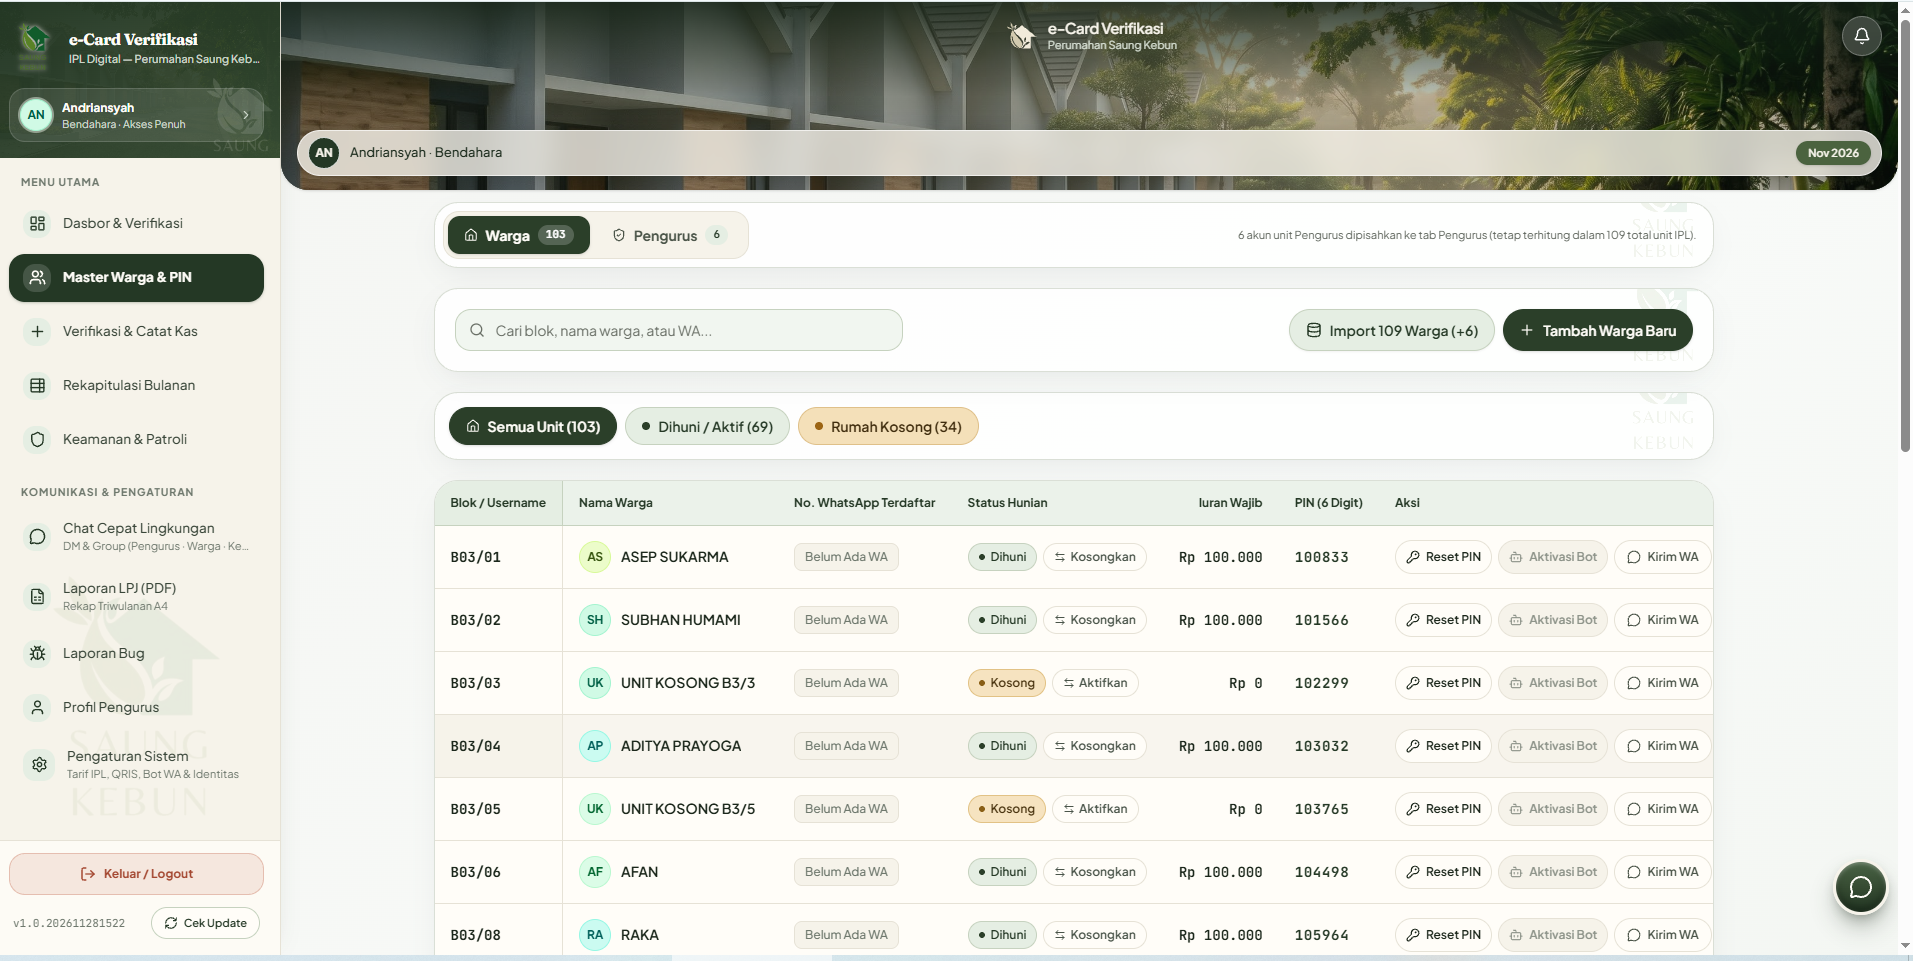 e-Card Verifikasi
IPL Digital — Perumahan Saung Keb...
AN
Andriansyah
Bendahara · Akses Penuh
SAUNG
MENU UTAMA
Dasbor & Verifikasi
Master Warga & PIN
Verifikasi & Catat Kas
Rekapitulasi Bulanan
Keamanan & Patroli
KOMUNIKASI & PENGATURAN
Chat Cepat Lingkungan
DM & Group (Pengurus · Warga · Ke...
Laporan LPJ (PDF)
Rekap Triwulanan A4
Laporan Bug
Profil Pengurus
Pengaturan Sistem
Tarif IPL, QRIS, Bot WA & Identitas
SAUNG
KEBUN
Keluar / Logout
v1.0.202611281522
Cek Update
e-Card Verifikasi
Perumahan Saung Kebun
AN Andriansyah · Bendahara Nov 2026
Warga 103 Pengurus 6
6 akun unit Pengurus dipisahkan ke tab Pengurus (tetap terhitung dalam 109 total unit IPL).
SAUNG
KEBUN
Cari blok, nama warga, atau WA... Import 109 Warga (+6) Tambah Warga Baru
KEBUN
Semua Unit (103) Dihuni / Aktif (69) Rumah Kosong (34)
SAUNG
KEBUN
Blok / Username Nama Warga No. WhatsApp Terdaftar Status Hunian Iuran Wajib PIN (6 Digit) Aksi
B03/01 AS ASEP SUKARMA Belum Ada WA Dihuni Kosongkan Rp 100.000 100833 Reset PIN Aktivasi Bot Kirim WA
B03/02 SH SUBHAN HUMAMI Belum Ada WA Dihuni Kosongkan Rp 100.000 101566 Reset PIN Aktivasi Bot Kirim WA
B03/03 UK UNIT KOSONG B3/3 Belum Ada WA Kosong Aktifkan Rp 0 102299 Reset PIN Aktivasi Bot Kirim WA
B03/04 AP ADITYA PRAYOGA Belum Ada WA Dihuni Kosongkan Rp 100.000 103032 Reset PIN Aktivasi Bot Kirim WA
B03/05 UK UNIT KOSONG B3/5 Belum Ada WA Kosong Aktifkan Rp 0 103765 Reset PIN Aktivasi Bot Kirim WA
B03/06 AF AFAN Belum Ada WA Dihuni Kosongkan Rp 100.000 104498 Reset PIN Aktivasi Bot Kirim WA
B03/08 RA RAKA Belum Ada WA Dihuni Kosongkan Rp 100.000 105964 Reset PIN Aktivasi Bot Kirim WA